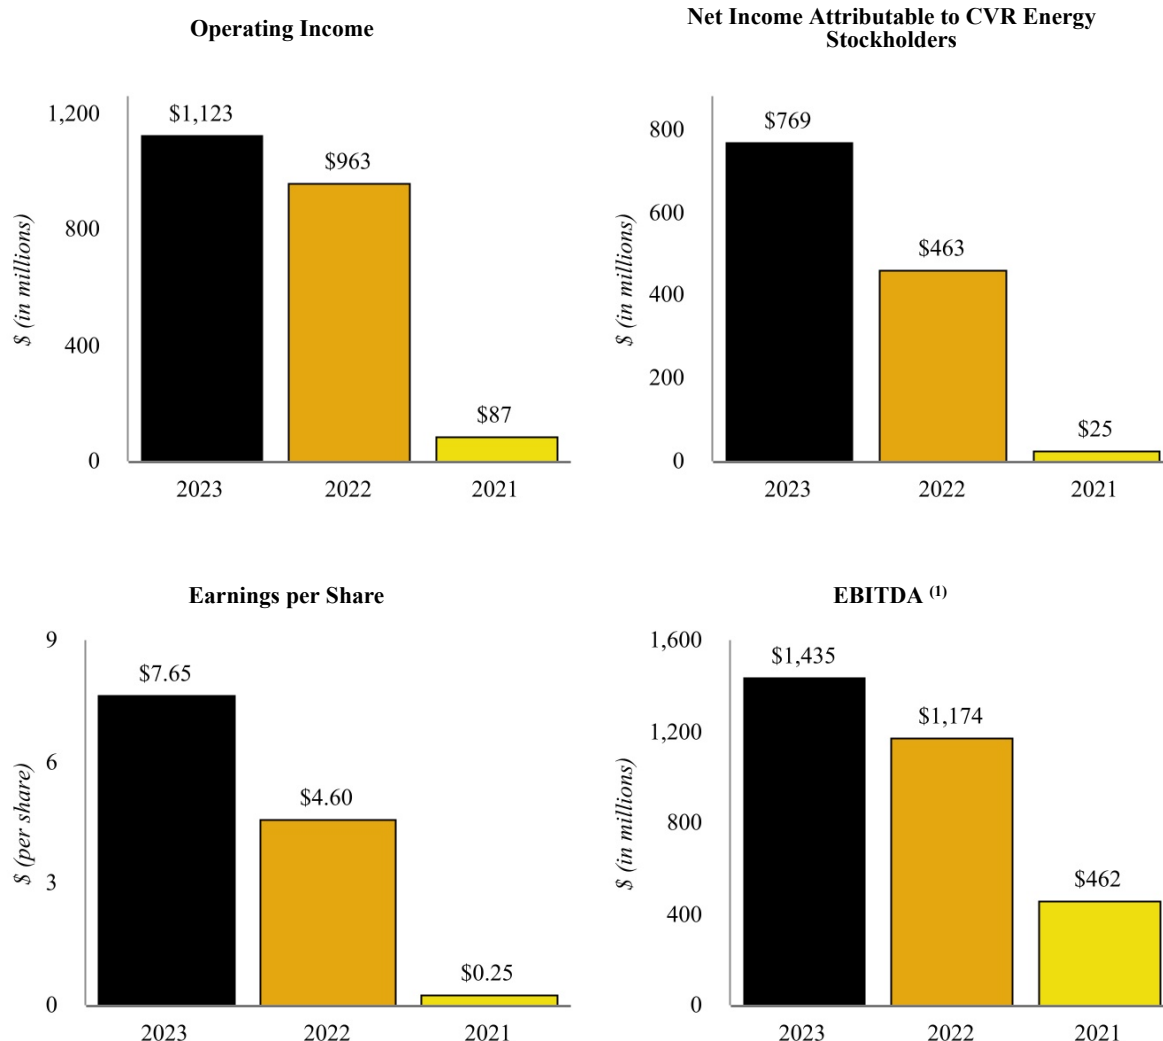 Operating Income
$ (in millions)
1,200
800
400
0
$1,123
$963
$87
2023 2022 2021
Net Income Attributable to CVR Energy
Stockholders
$ (in millions)
800
600
400
200
0
$769
$463
$25
2023 2022 2021
Earnings per Share
$ (per share)
9
6
3
0
$7.65
$4.60
$0.25
2023 2022 2021
EBITDA (1)
$ (in millions)
1,600
1,200
800
400
0
$1,435
$1,174
$462
2023 2022 2021